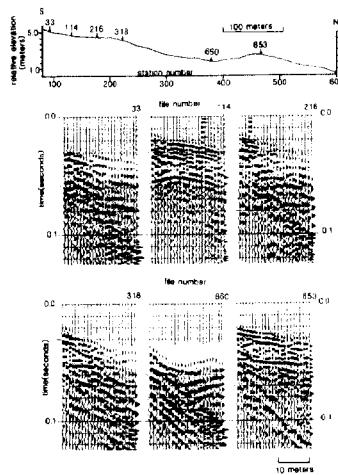 S N
33 114 216 318 650 653
100 meters
relative elevation
(meters)
5.0
1.0
station number
80 100 200 300 400 500 600
file number
33 114 216
0.0 0.0
time(seconds)
0.1 0.1
file number
318 650 653
0.0 0.0
time(seconds)
0.1 0.1
10 meters